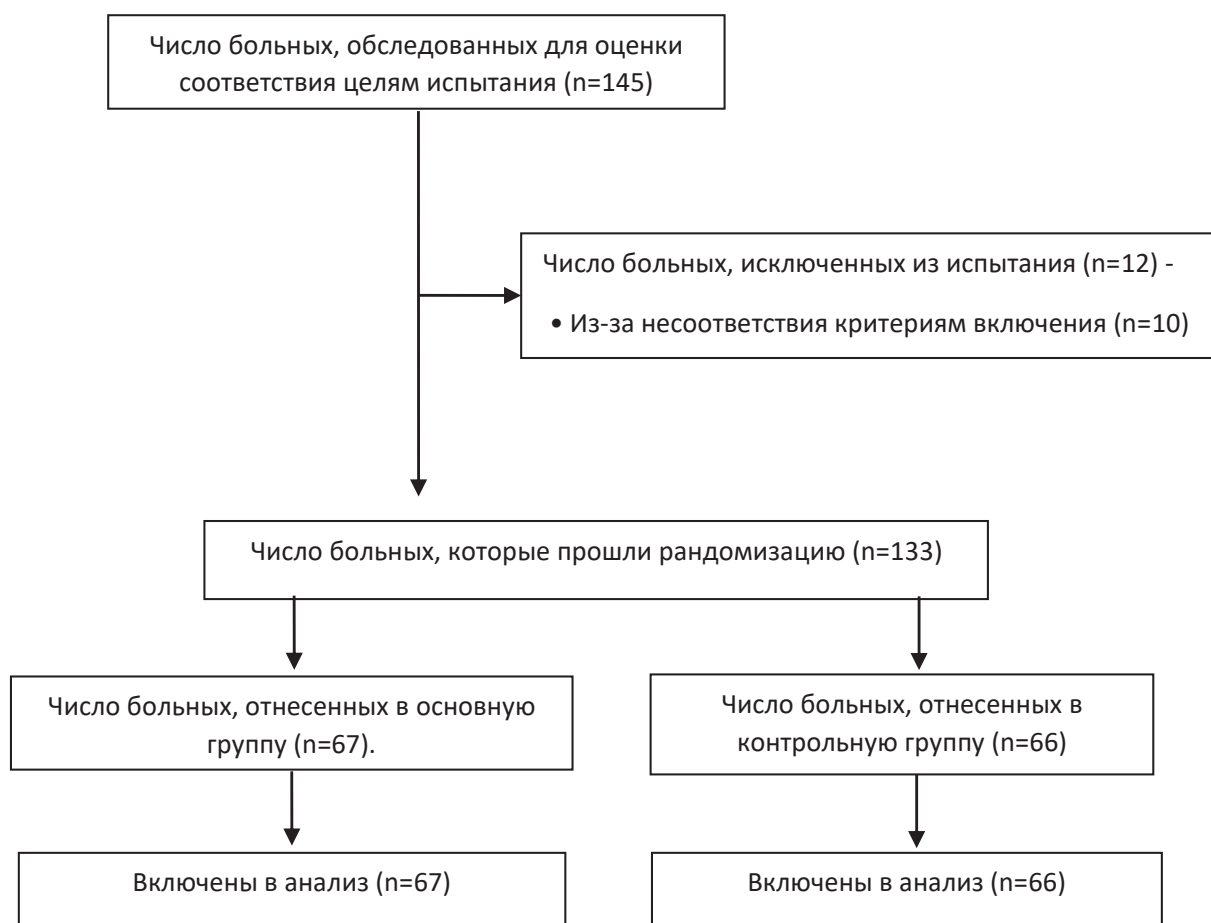 Число больных, обследованных для оценки
соответствия целям испытания (n=145)
Число больных, исключенных из испытания (n=12) -
• Из-за несоответствия критериям включения (n=10)
Число больных, которые прошли рандомизацию (n=133)
Число больных, отнесенных в основную
группу (n=67).
Число больных, отнесенных в
контрольную группу (n=66)
Включены в анализ (n=67)
Включены в анализ (n=66)